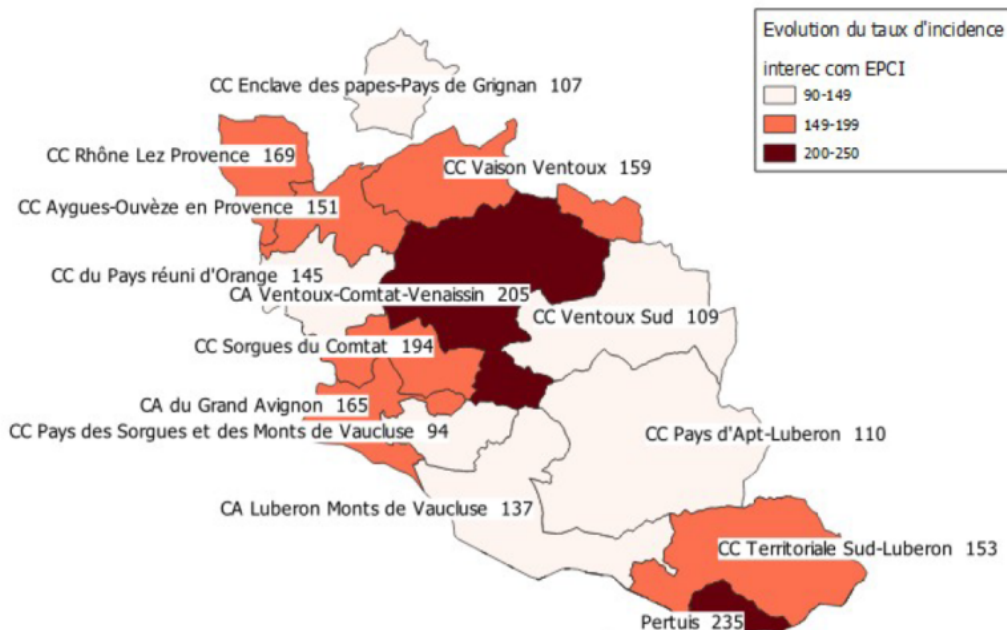 Evolution du taux d'incidence
interec com EPCI
90-149
149-199
200-250
CC Enclave des papes-Pays de Grignan 107
CC Rhône Lez Provence 169
CC Vaison Ventoux 159
CC Aygues-Ouvèze en Provence 151
CC du Pays réuni d'Orange 145
CA Ventoux-Comtat-Venaissin 205
CC Ventoux Sud 109
CC Sorgues du Comtat 194
CA du Grand Avignon 165
CC Pays des Sorgues et des Monts de Vaucluse 94
CC Pays d'Apt-Luberon 110
CA Luberon Monts de Vaucluse 137
CC Territoriale Sud-Luberon 153
Pertuis 235